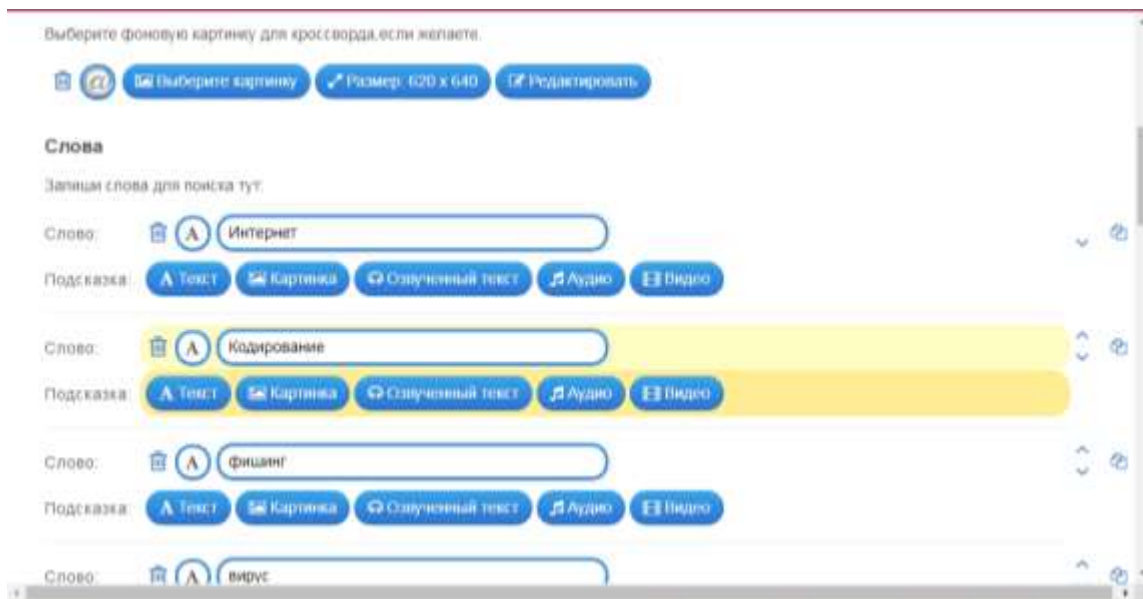 Выберите фоновую картинку для кроссворда,если желаете.
α Выберите картинку Размер: 620 x 640 Редактировать
Слова
Запиши слова для поиска тут:
Слово: A Интернет
Подсказка: A Текст Картинка Озвученный текст Аудио Видео
Слово: A Кодирование
Подсказка: A Текст Картинка Озвученный текст Аудио Видео
Слово: A фишинг
Подсказка: A Текст Картинка Озвученный текст Аудио Видео
Слово: A вирус